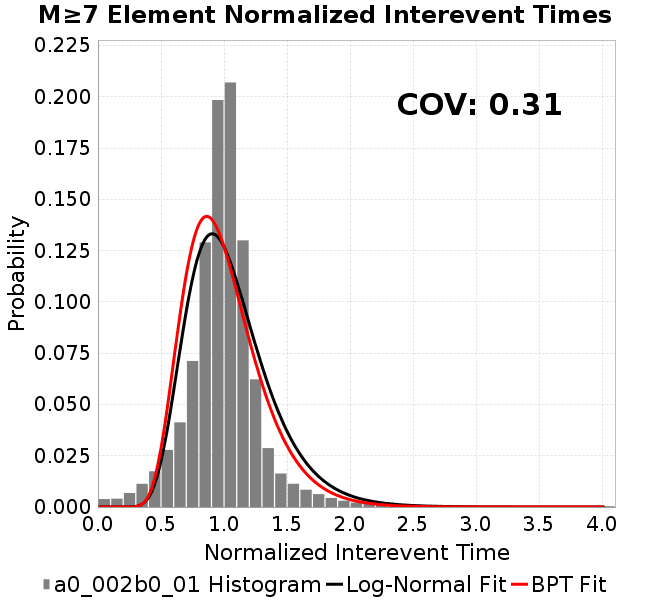 M≥7 Element Normalized Interevent Times
COV: 0.31
0.225
0.200
0.175
0.150
0.125
0.100
0.075
0.050
0.025
0.000
Probability
0.0 0.5 1.0 1.5 2.0 2.5 3.0 3.5 4.0
Normalized Interevent Time
a0_002b0_01 Histogram Log-Normal Fit BPT Fit